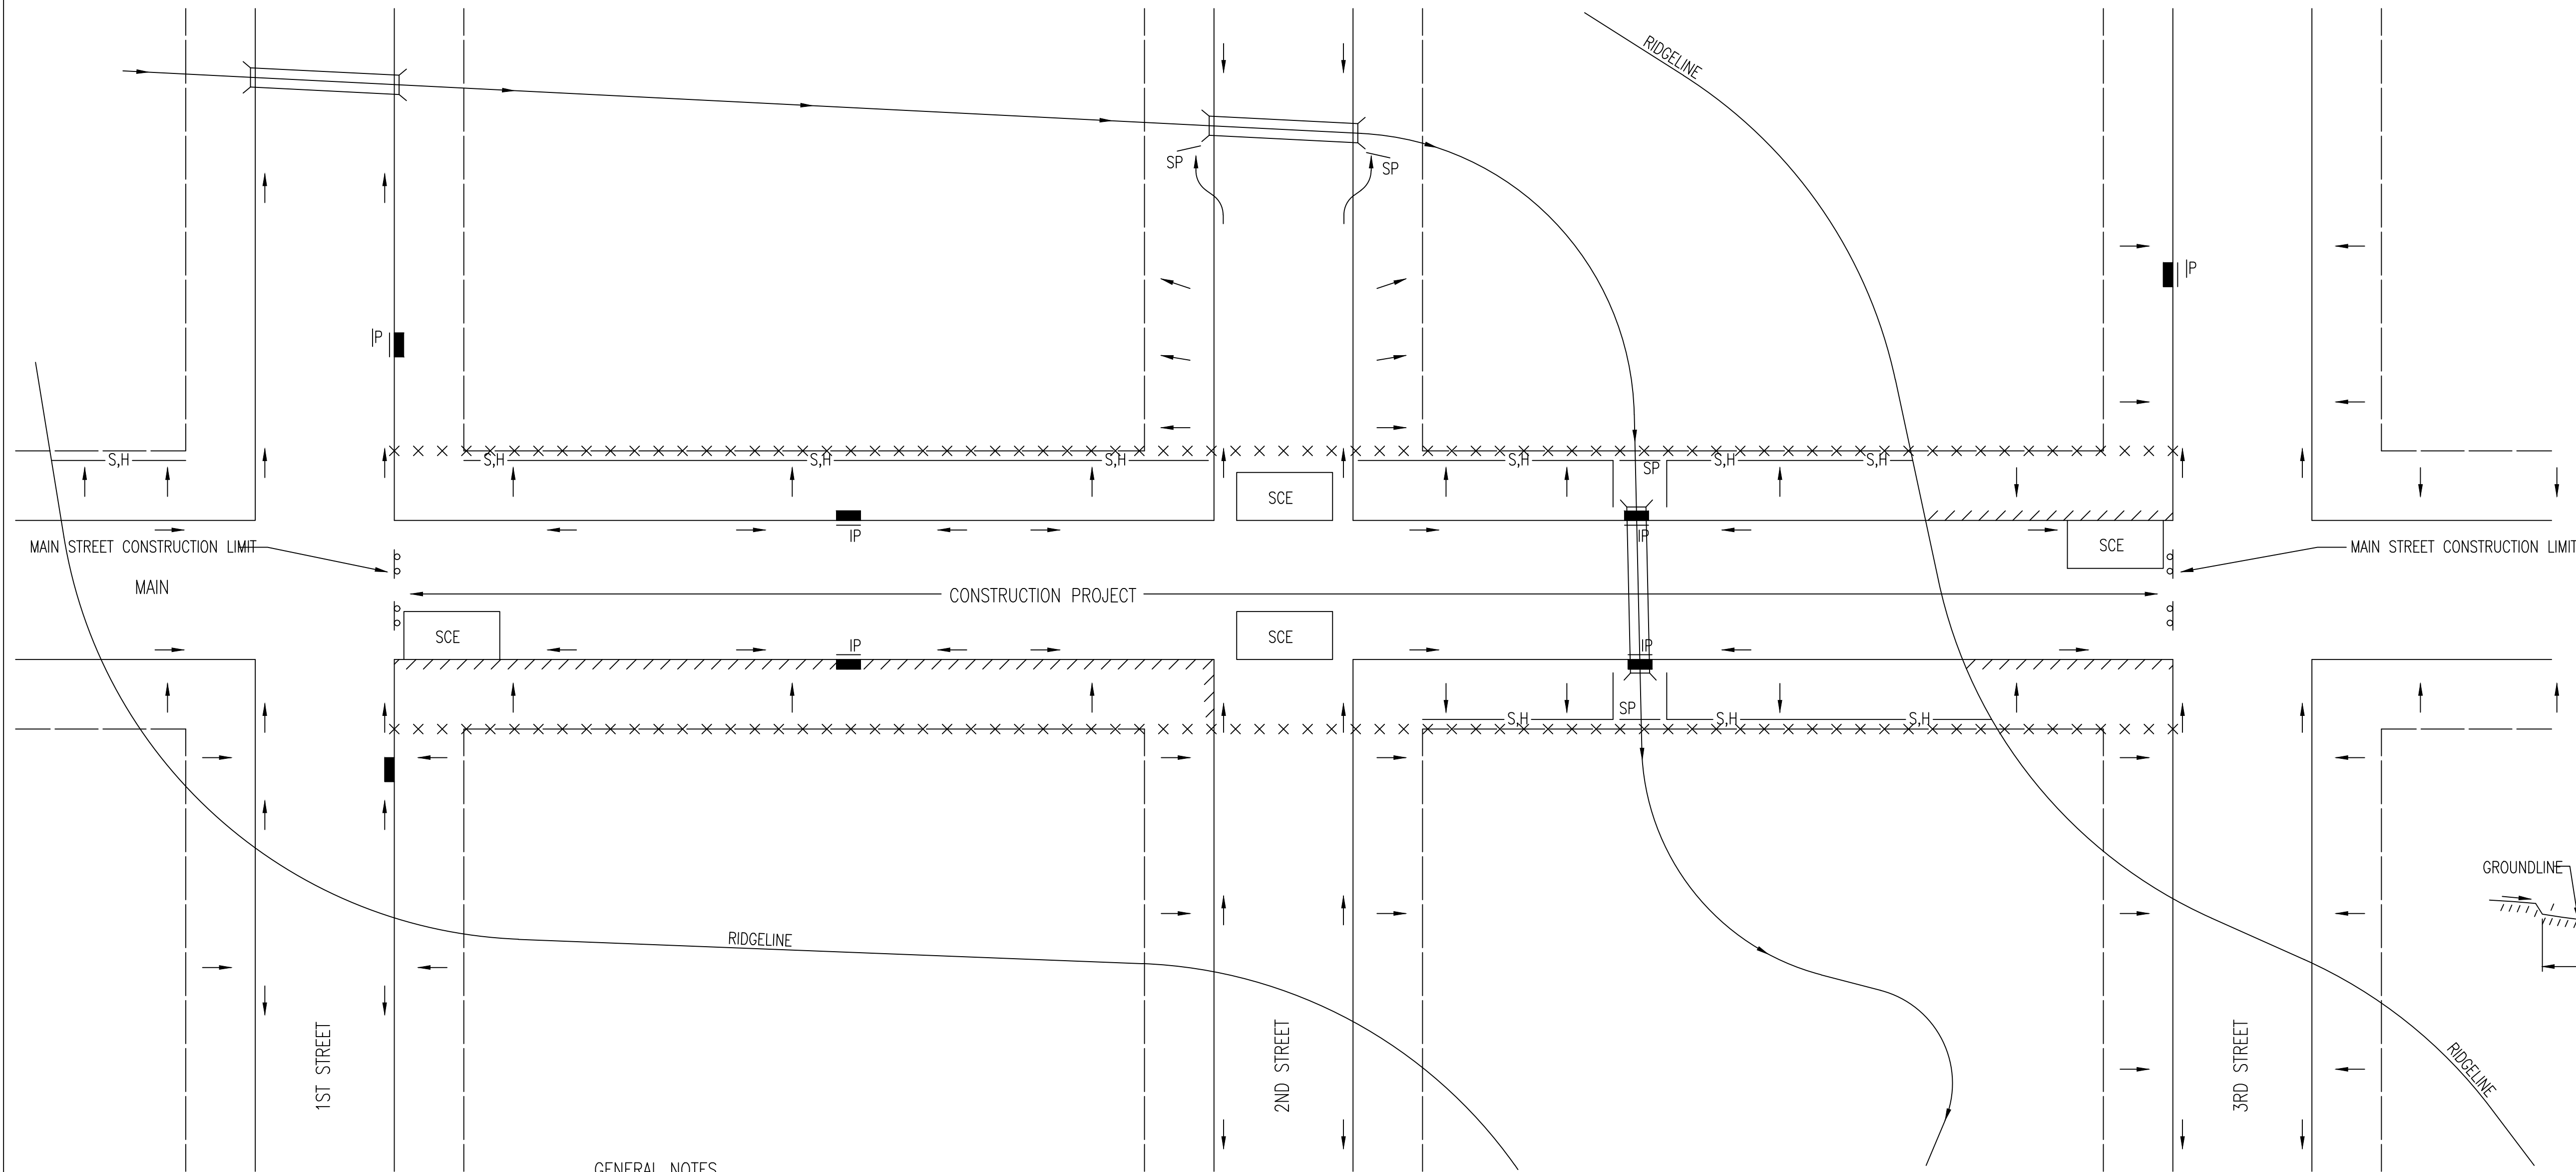 RIDGELINE
SP
SP
IP
IP
S,H
S,H
S,H
S,H
S,H
SP
S,H
S,H
SCE
IP
IP
SCE
MAIN STREET CONSTRUCTION LIMIT
MAIN STREET CONSTRUCTION LIMIT
MAIN
CONSTRUCTION PROJECT
SCE
SCE
IP
IP
SP
S,H
S,H
S,H
GROUNDLINE
RIDGELINE
RIDGELINE
1ST STREET
2ND STREET
3RD STREET
GENERAL NOTES